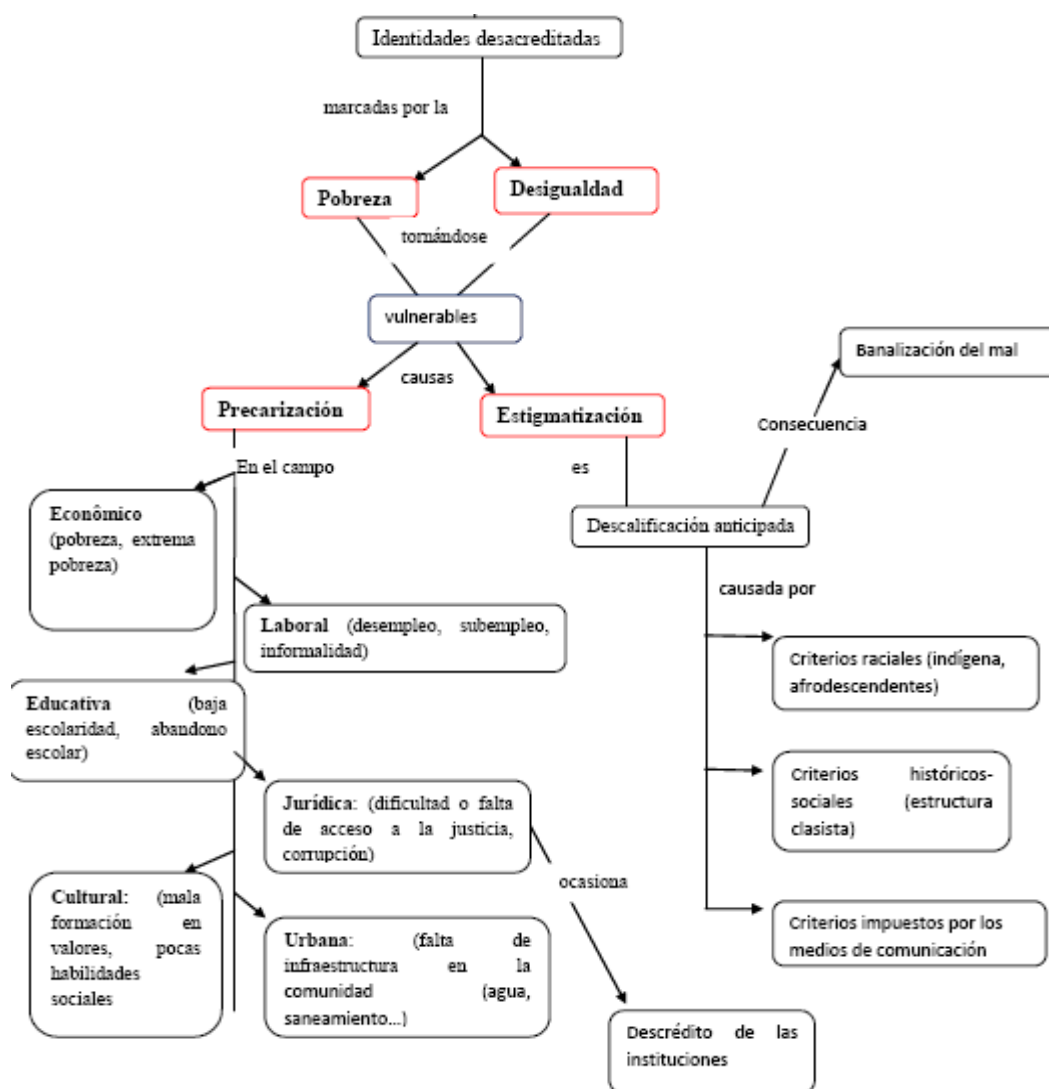 Identidades desacreditadas
marcadas por la
Pobreza
Desigualdad
tornándose
vulnerables
causas
Precarización
Estigmatización
Banalización del mal
Consecuencia
En el campo
es
Econômico
(pobreza, extrema
pobreza)
Descalificación anticipada
causada por
Laboral (desempleo, subempleo,
informalidad)
Criterios raciales (indígena,
afrodescendentes)
Educativa (baja
escolaridad, abandono
escolar)
Criterios históricos-
sociales (estructura
clasista)
Jurídica: (dificultad o falta
de acceso a la justicia,
corrupción)
ocasiona
Cultural: (mala
formación en
valores, pocas
habilidades
sociales
Criterios impuestos por los
medios de comunicación
Urbana: (falta de
infraestructura en la
comunidad (agua,
saneamiento...)
Descrédito de las
instituciones